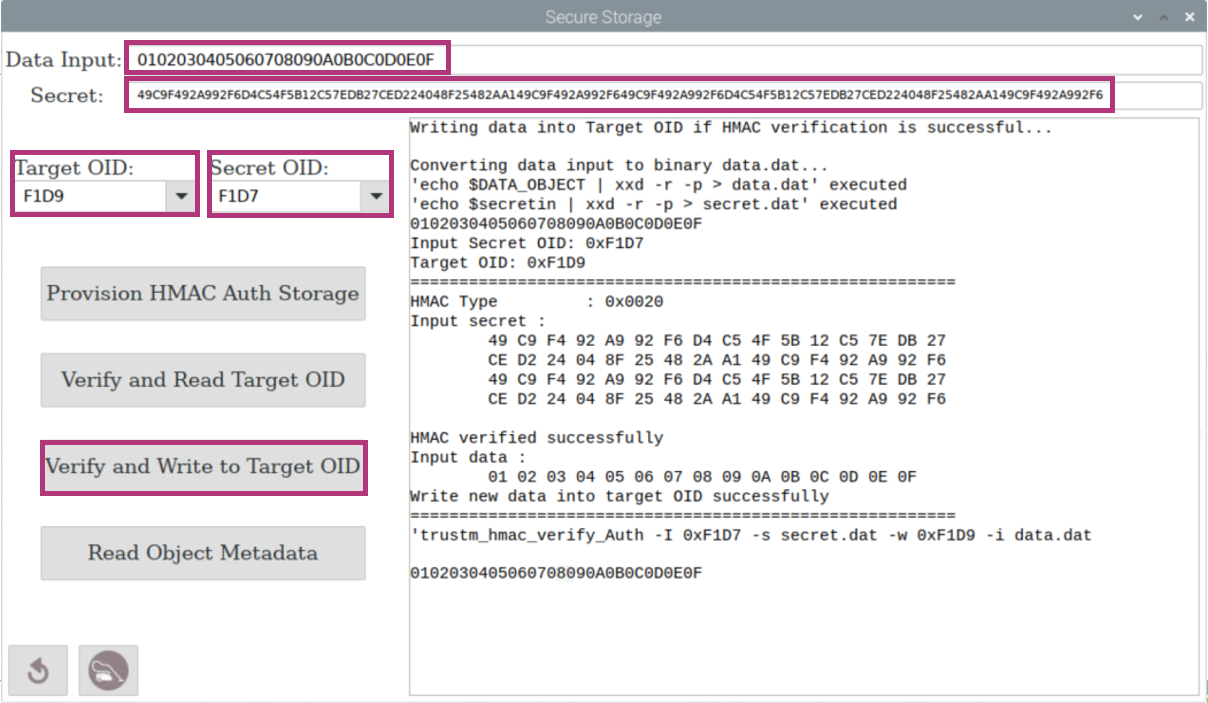 Secure Storage
Data Input: 0102030405060708090A0B0C0D0E0F
Secret: 49C9F492A992F6D4C54F5B12C57EDB27CED224048F25482AA149C9F492A992F649C9F492A992F6D4C54F5B12C57EDB27CED224048F25482AA149C9F492A992F6
Target OID:
F1D9
Secret OID:
F1D7
Provision HMAC Auth Storage
Verify and Read Target OID
Verify and Write to Target OID
Read Object Metadata
Writing data into Target OID if HMAC verification is successful...
Converting data input to binary data.dat...
'echo $DATA_OBJECT | xxd -r -p > data.dat' executed
'echo $secretin | xxd -r -p > secret.dat' executed
0102030405060708090A0B0C0D0E0F
Input Secret OID: 0xF1D7
Target OID: 0xF1D9
========================================================
HMAC Type         : 0x0020
Input secret :
49 C9 F4 92 A9 92 F6 D4 C5 4F 5B 12 C5 7E DB 27
CE D2 24 04 8F 25 48 2A A1 49 C9 F4 92 A9 92 F6
49 C9 F4 92 A9 92 F6 D4 C5 4F 5B 12 C5 7E DB 27
CE D2 24 04 8F 25 48 2A A1 49 C9 F4 92 A9 92 F6
HMAC verified successfully
Input data :
01 02 03 04 05 06 07 08 09 0A 0B 0C 0D 0E 0F
Write new data into target OID successfully
========================================================
'trustm_hmac_verify_Auth -I 0xF1D7 -s secret.dat -w 0xF1D9 -i data.dat
0102030405060708090A0B0C0D0E0F